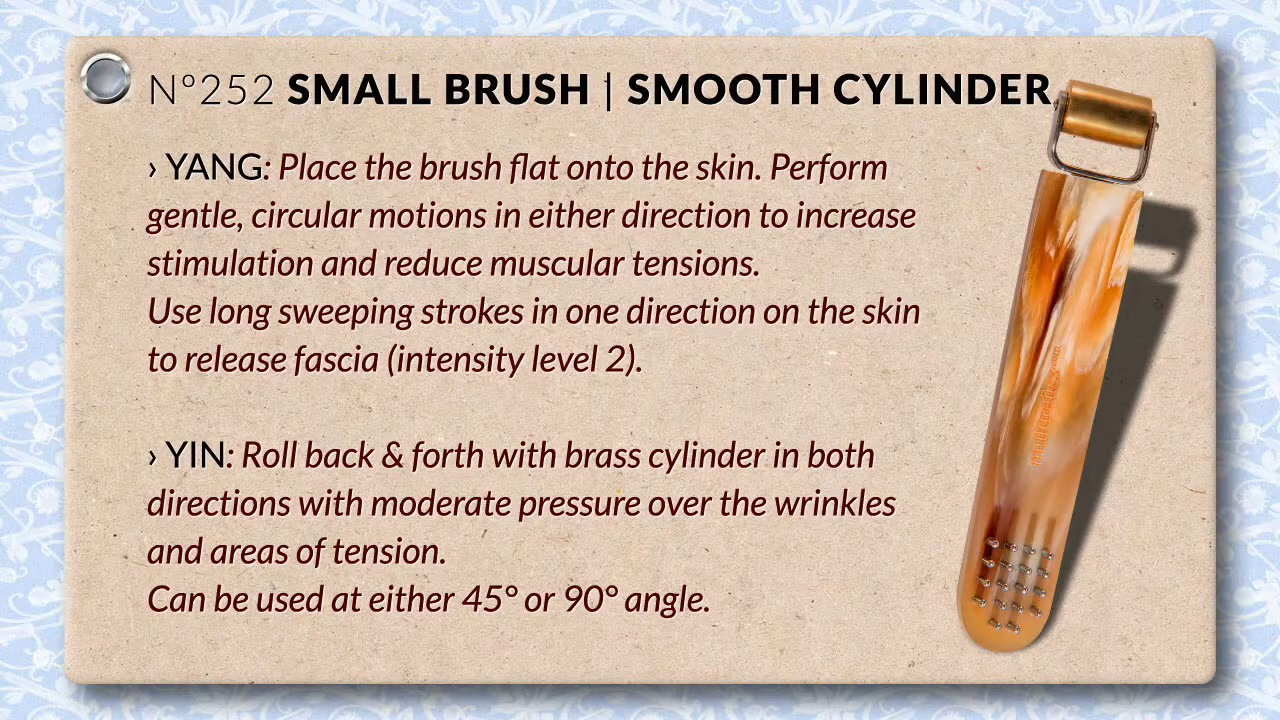 N°252 SMALL BRUSH | SMOOTH CYLINDER
› YANG: Place the brush flat onto the skin. Perform
gentle, circular motions in either direction to increase
stimulation and reduce muscular tensions.
Use long sweeping strokes in one direction on the skin
to release fascia (intensity level 2).
› YIN: Roll back & forth with brass cylinder in both
directions with moderate pressure over the wrinkles
and areas of tension.
Can be used at either 45° or 90° angle.